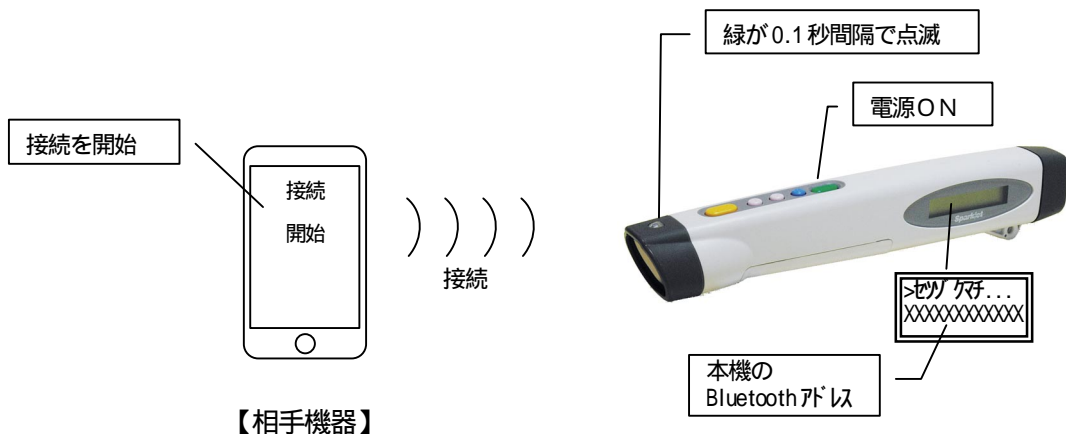 緑が0.1秒間隔で点滅
電源ON
接続を開始
接続
開始
接続
Sparkjet
>ｾﾂｿﾞｸﾏﾁ...
XXXXXXXXXXXX
本機の
Bluetoothｱﾄﾞﾚｽ
【相手機器】